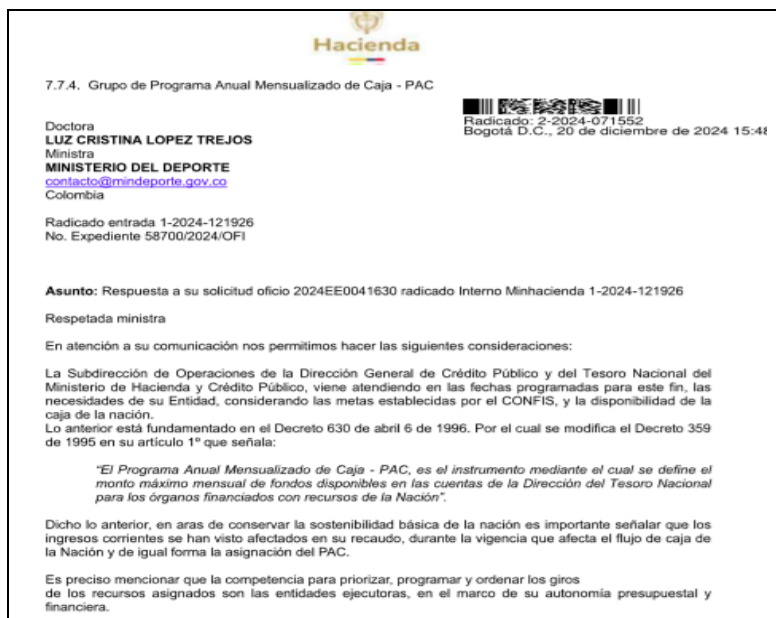 Hacienda
7.7.4. Grupo de Programa Anual Mensualizado de Caja - PAC
Radicado: 2-2024-071552
Bogotá D.C., 20 de diciembre de 2024 15:48
Doctora
LUZ CRISTINA LOPEZ TREJOS
Ministra
MINISTERIO DEL DEPORTE
contacto@mindeporte.gov.co
Colombia
Radicado entrada 1-2024-121926
No. Expediente 58700/2024/OFI
Asunto: Respuesta a su solicitud oficio 2024EE0041630 radicado Interno Minhacienda 1-2024-121926
Respetada ministra
En atención a su comunicación nos permitimos hacer las siguientes consideraciones:
La Subdirección de Operaciones de la Dirección General de Crédito Público y del Tesoro Nacional del
Ministerio de Hacienda y Crédito Público, viene atendiendo en las fechas programadas para este fin, las
necesidades de su Entidad, considerando las metas establecidas por el CONFIS, y la disponibilidad de la
caja de la nación.
Lo anterior está fundamentado en el Decreto 630 de abril 6 de 1996. Por el cual se modifica el Decreto 359
de 1995 en su artículo 1º que señala:
"El Programa Anual Mensualizado de Caja - PAC, es el instrumento mediante el cual se define el
monto máximo mensual de fondos disponibles en las cuentas de la Dirección del Tesoro Nacional
para los órganos financiados con recursos de la Nación".
Dicho lo anterior, en aras de conservar la sostenibilidad básica de la nación es importante señalar que los
ingresos corrientes se han visto afectados en su recaudo, durante la vigencia que afecta el flujo de caja de
la Nación y de igual forma la asignación del PAC.
Es preciso mencionar que la competencia para priorizar, programar y ordenar los giros
de los recursos asignados son las entidades ejecutoras, en el marco de su autonomía presupuestal y
financiera.